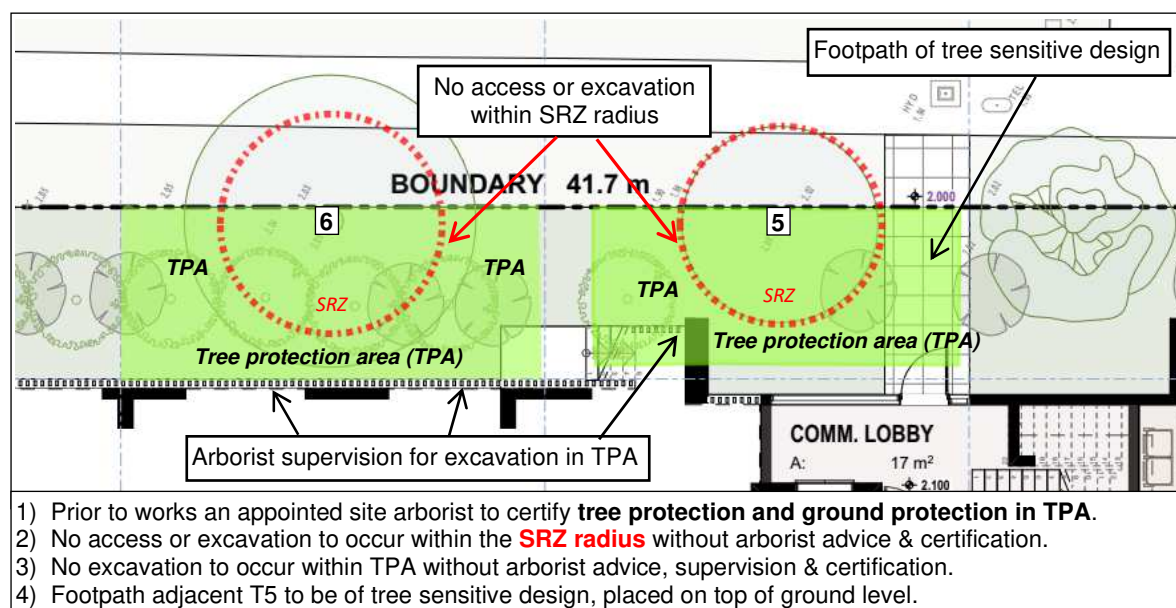 Footpath of tree sensitive design
No access or excavation
within SRZ radius
HYD
TEL
BOUNDARY 41.7 m
2.000
6
5
TPA
TPA
TPA
SRZ
SRZ
Tree protection area (TPA)
Tree protection area (TPA)
Arborist supervision for excavation in TPA
COMM. LOBBY
A: 17 m²
2.100
1) Prior to works an appointed site arborist to certify tree protection and ground protection in TPA.
2) No access or excavation to occur within the SRZ radius without arborist advice & certification.
3) No excavation to occur within TPA without arborist advice, supervision & certification.
4) Footpath adjacent T5 to be of tree sensitive design, placed on top of ground level.